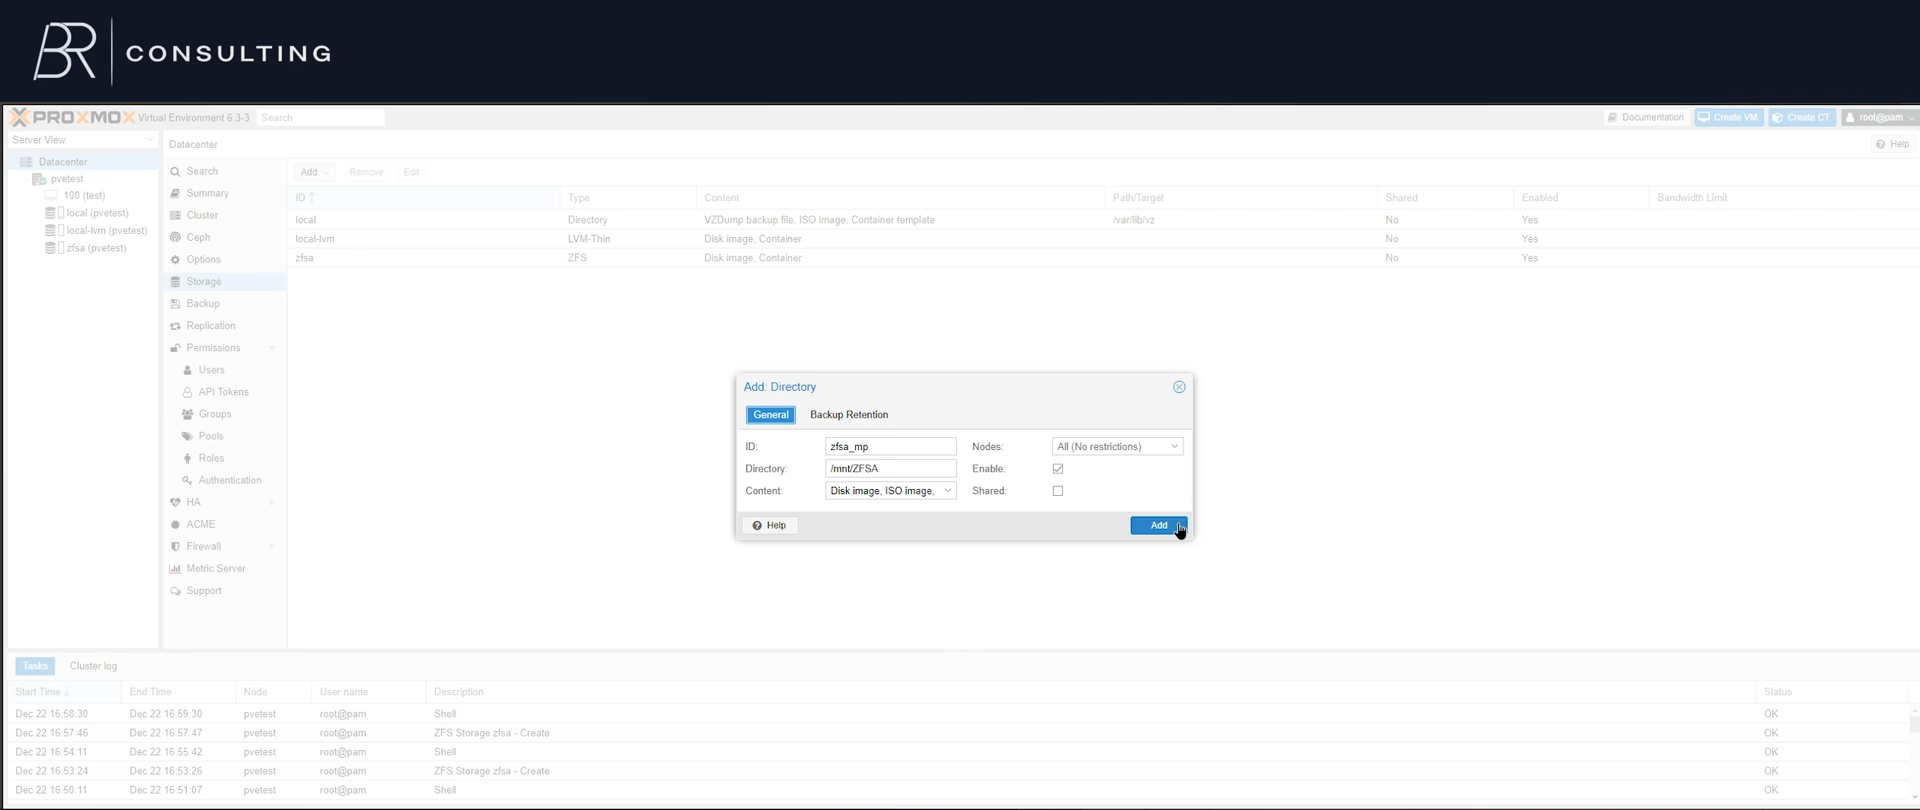 BR CONSULTING
PROXMOX Virtual Environment 6.3-3 Search Documentation Create VM Create CT root@pam
Server View Datacenter Help
Datacenter
pvetest
100 (test)
local (pvetest)
local-lvm (pvetest)
zfsa (pvetest)
Search
Summary
Cluster
Ceph
Options
Storage
Backup
Replication
Permissions
Users
API Tokens
Groups
Pools
Roles
Authentication
HA
ACME
Firewall
Metric Server
Support
Add Remove Edit
ID Type Content Path/Target Shared Enabled Bandwidth Limit
local Directory VZDump backup file, ISO image, Container template /var/lib/vz No Yes
local-lvm LVM-Thin Disk image, Container No Yes
zfsa ZFS Disk image, Container No Yes
Add: Directory
General Backup Retention
ID: zfsa_mp Nodes: All (No restrictions)
Directory: /mnt/ZFSA Enable:
Content: Disk image, ISO image, Shared:
Help Add
Tasks Cluster log
Start Time End Time Node User name Description Status
Dec 22 16:58:30 Dec 22 16:59:30 pvetest root@pam Shell OK
Dec 22 16:57:46 Dec 22 16:57:47 pvetest root@pam ZFS Storage zfsa - Create OK
Dec 22 16:54:11 Dec 22 16:55:42 pvetest root@pam Shell OK
Dec 22 16:53:24 Dec 22 16:53:26 pvetest root@pam ZFS Storage zfsa - Create OK
Dec 22 16:50:11 Dec 22 16:51:07 pvetest root@pam Shell OK